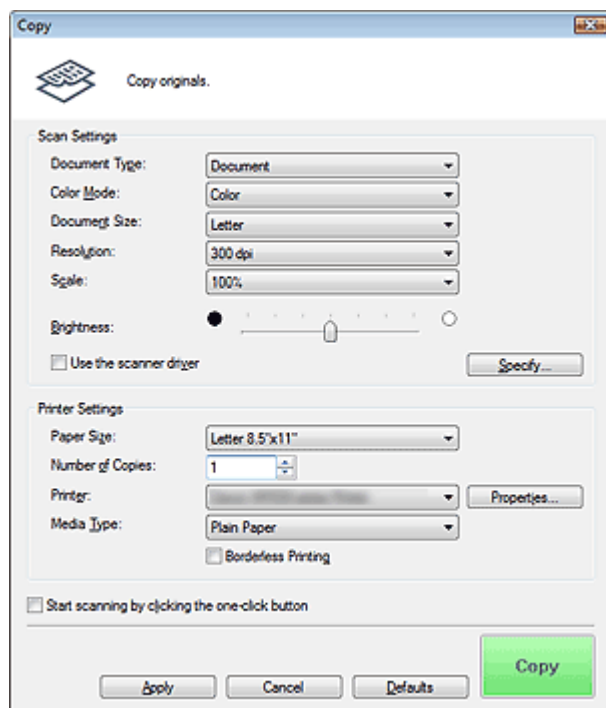 Copy
Copy originals.
Scan Settings
Document Type: Document
Color Mode: Color
Document Size: Letter
Resolution: 300 dpi
Scale: 100%
Brightness:
Use the scanner driver Specify...
Printer Settings
Paper Size: Letter 8.5"x11"
Number of Copies: 1
Printer: Properties...
Media Type: Plain Paper
Borderless Printing
Start scanning by clicking the one-click button
Apply Cancel Defaults Copy